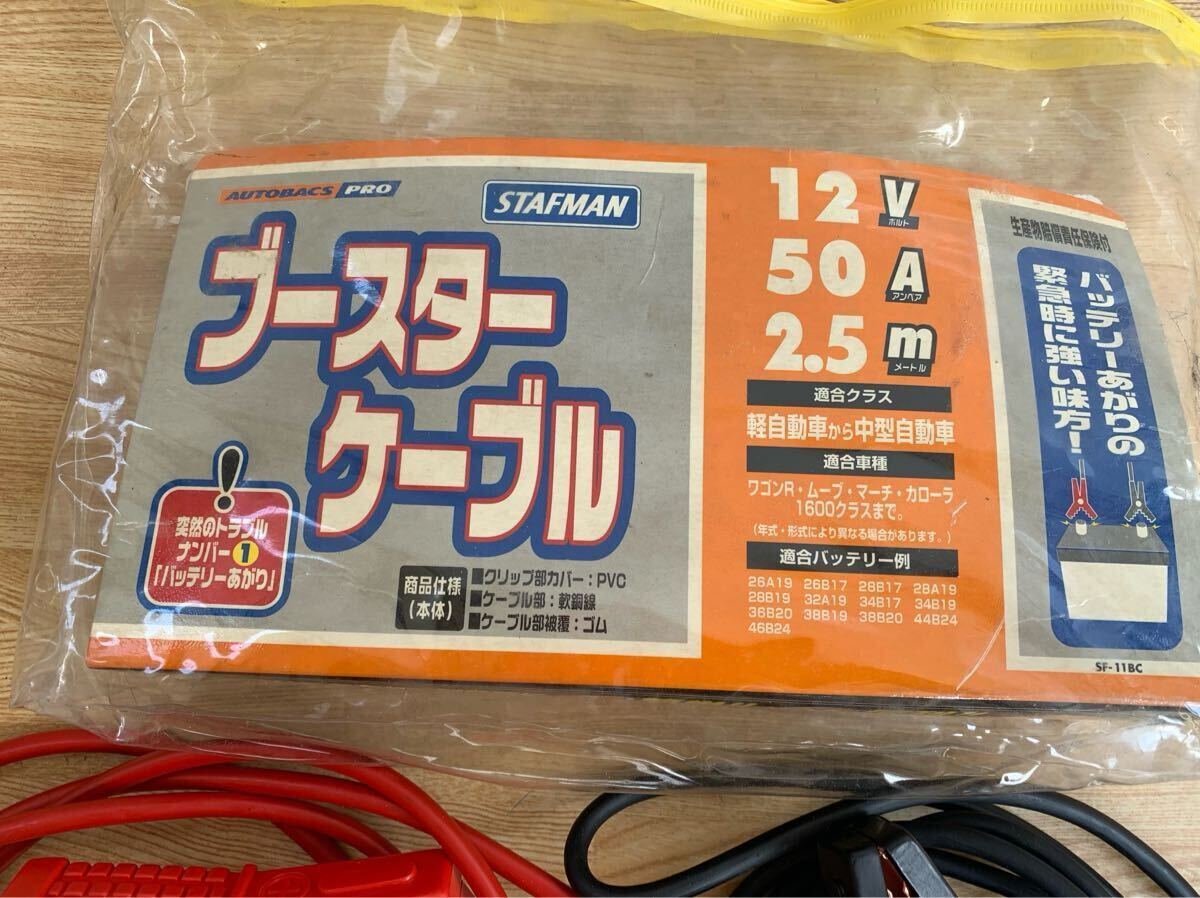 AUTOBACS PRO
STAFMAN
ブースター
ケーブル
!
突然のトラブル
ナンバー1
「バッテリーあがり」
商品仕様
(本体)
■クリップ部カバー：PVC
■ケーブル部：軟銅線
■ケーブル部被覆：ゴム
12V
ボルト
50A
アンペア
2.5m
メートル
適合クラス
軽自動車から中型自動車
適合車種
ワゴンR・ムーブ・マーチ・カローラ
1600クラスまで。
(年式・形式により異なる場合があります。)
適合バッテリー例
26A19 26B17 28B17 28A19
28B19 32A19 34B17 34B19
36B20 38B19 38B20 44B24
46B24
生産物賠償責任保険付
バッテリーあがりの
緊急時に強い味方！
SF-11BC